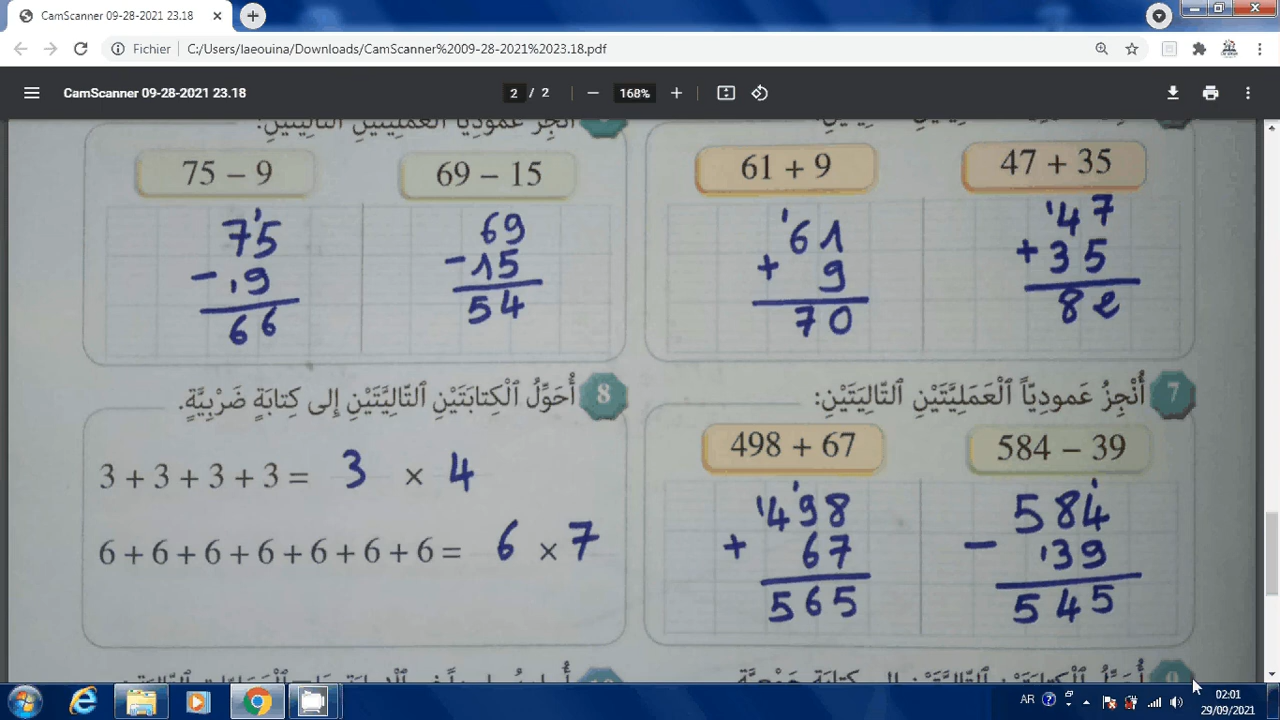 CamScanner 09-28-2021 23.18
Fichier
C:/Users/laeouina/Downloads/CamScanner%2009-28-2021%2023.18.pdf
CamScanner 09-28-2021 23.18
2 / 2
168%
47 + 35
61 + 9
47
+ 35
82
61
+ 9
70
69 − 15
75 − 9
69
− 15
54
75
− 9
66
7
أُنْجِزُ عَمودِيّاً ٱلْعَمَلِيَّتَيْنِ ٱلتّالِيَتَيْنِ:
584 − 39
498 + 67
584
− 39
545
498
+ 67
565
8
أُحَوِّلُ ٱلْكِتابَتَيْنِ ٱلتّالِيَّتَيْنِ إِلى كِتابَةٍ ضَرْبِيَّةٍ.
3 + 3 + 3 + 3 = 3 × 4
6 + 6 + 6 + 6 + 6 + 6 + 6 = 6 × 7
AR
02:01
29/09/2021